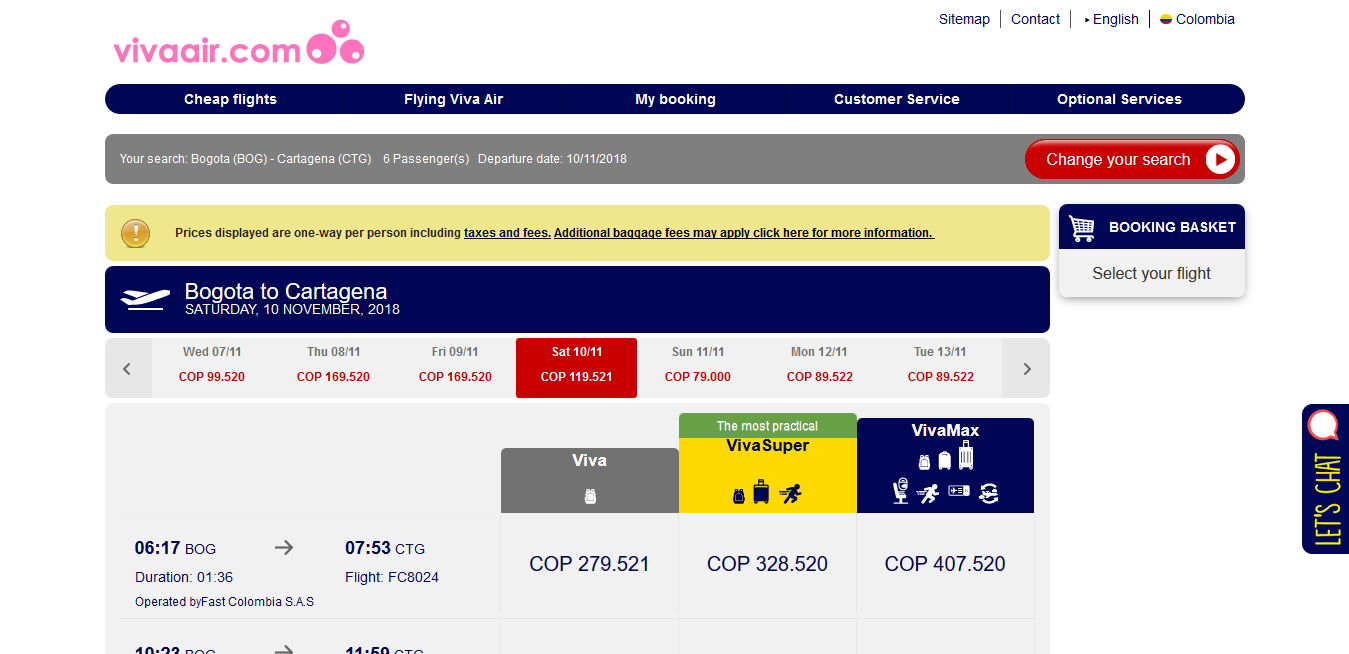 Sitemap Contact English Colombia
vivaair.com
Cheap flights Flying Viva Air My booking Customer Service Optional Services
Your search: Bogota (BOG) - Cartagena (CTG) 6 Passenger(s) Departure date: 10/11/2018
Change your search
Prices displayed are one-way per person including taxes and fees. Additional baggage fees may apply click here for more information.
BOOKING BASKET
Select your flight
Bogota to Cartagena
SATURDAY, 10 NOVEMBER, 2018
Wed 07/11 Thu 08/11 Fri 09/11 Sat 10/11 Sun 11/11 Mon 12/11 Tue 13/11
COP 99.520 COP 169.520 COP 169.520 COP 119.521 COP 79.000 COP 89.522 COP 89.522
The most practical
Viva VivaSuper VivaMax
06:17 BOG 07:53 CTG
COP 279.521 COP 328.520 COP 407.520
Duration: 01:36 Flight: FC8024
Operated byFast Colombia S.A.S
10:23 BOG 11:59 CTG
LET'S CHAT